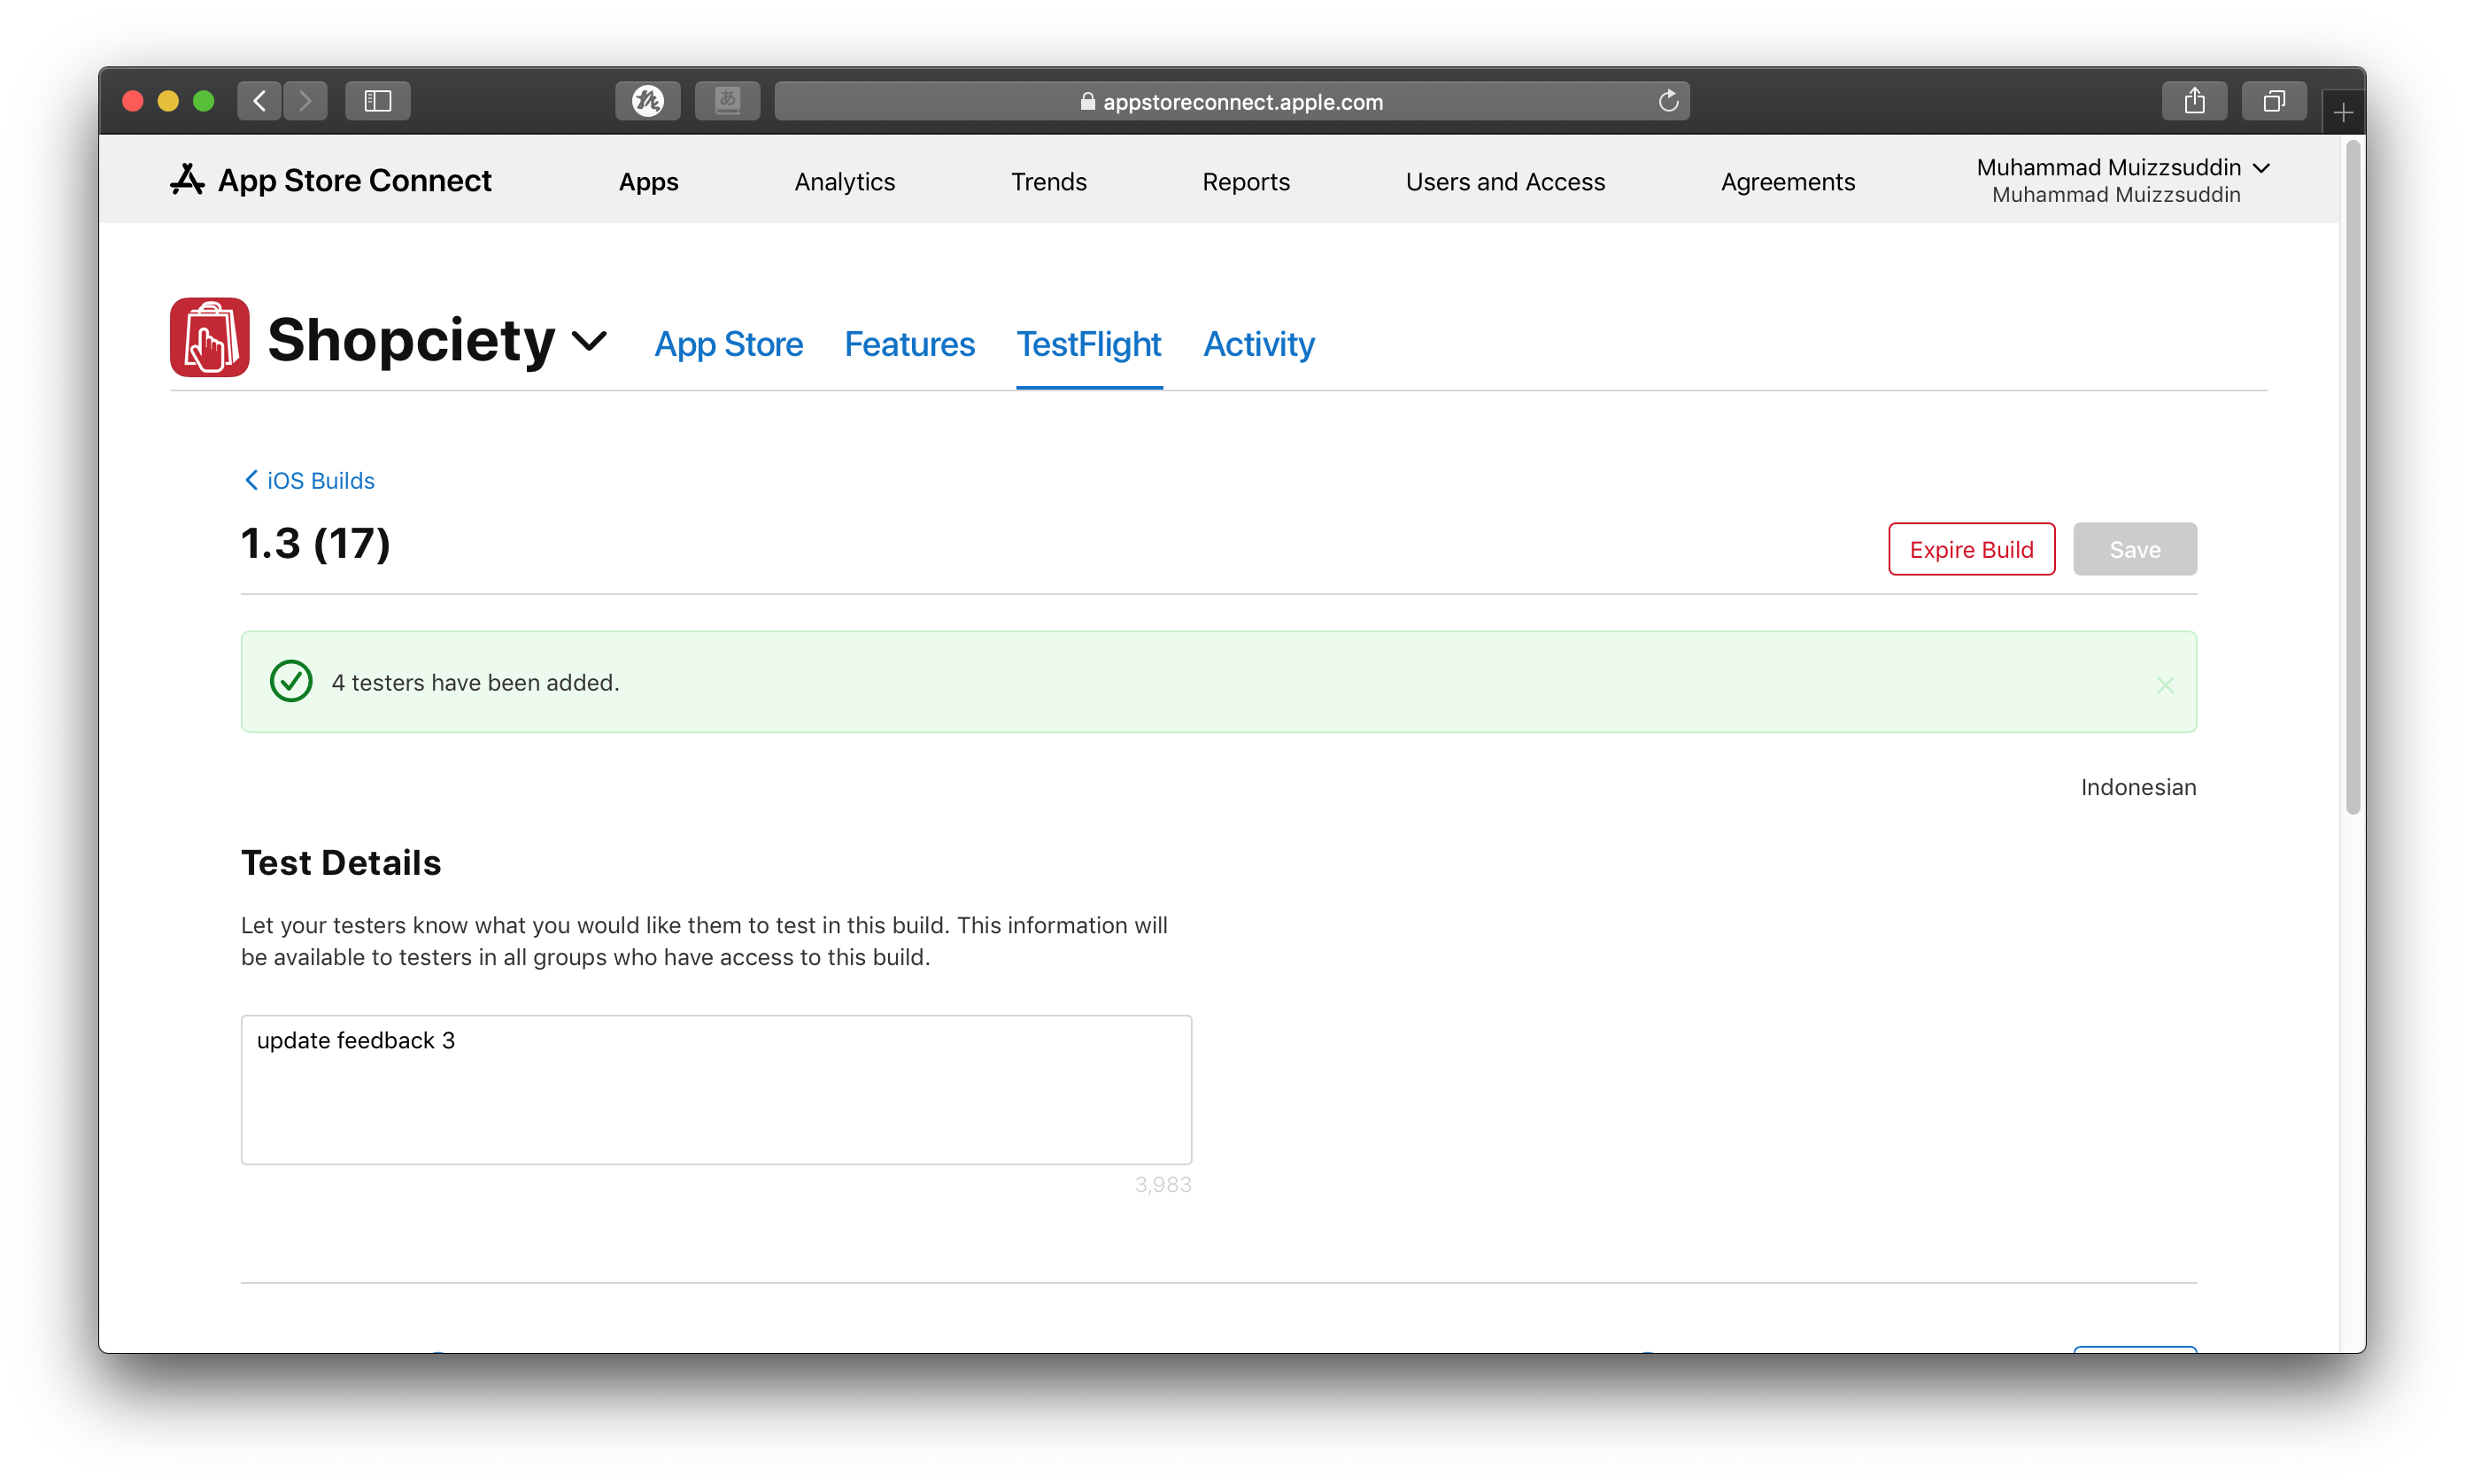 appstoreconnect.apple.com
App Store Connect
Apps
Analytics
Trends
Reports
Users and Access
Agreements
Muhammad Muizzsuddin
Muhammad Muizzsuddin
Shopciety
App Store
Features
TestFlight
Activity
iOS Builds
1.3 (17)
Expire Build
Save
4 testers have been added.
Indonesian
Test Details
Let your testers know what you would like them to test in this build. This information will
be available to testers in all groups who have access to this build.
update feedback 3
3,983